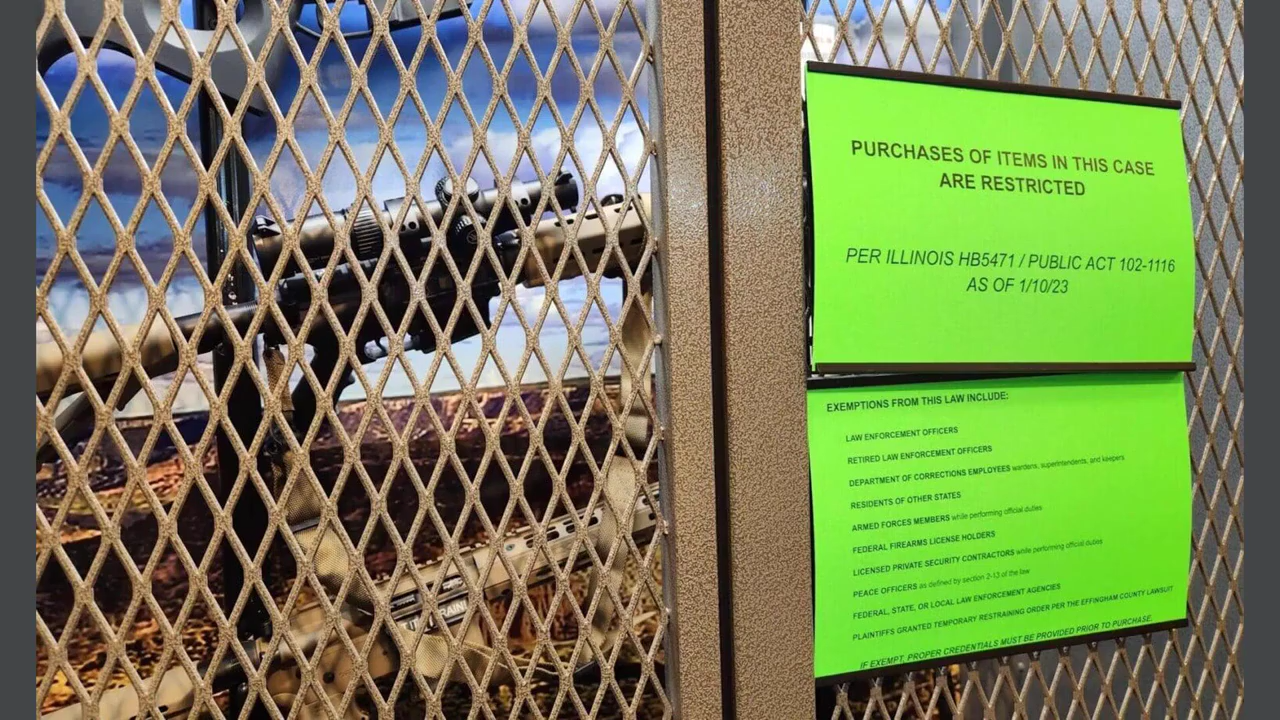 PURCHASES OF ITEMS IN THIS CASE
ARE RESTRICTED
PER ILLINOIS HB5471 / PUBLIC ACT 102-1116
AS OF 1/10/23
EXEMPTIONS FROM THIS LAW INCLUDE:
LAW ENFORCEMENT OFFICERS
RETIRED LAW ENFORCEMENT OFFICERS
DEPARTMENT OF CORRECTIONS EMPLOYEES wardens, superintendents, and keepers
RESIDENTS OF OTHER STATES
ARMED FORCES MEMBERS while performing official duties
FEDERAL FIREARMS LICENSE HOLDERS
LICENSED PRIVATE SECURITY CONTRACTORS while performing official duties
PEACE OFFICERS as defined by section 2-13 of the law
FEDERAL, STATE, OR LOCAL LAW ENFORCEMENT AGENCIES
PLAINTIFFS GRANTED TEMPORARY RESTRAINING ORDER PER THE EFFINGHAM COUNTY LAWSUIT
IF EXEMPT, PROPER CREDENTIALS MUST BE PROVIDED PRIOR TO PURCHASE.